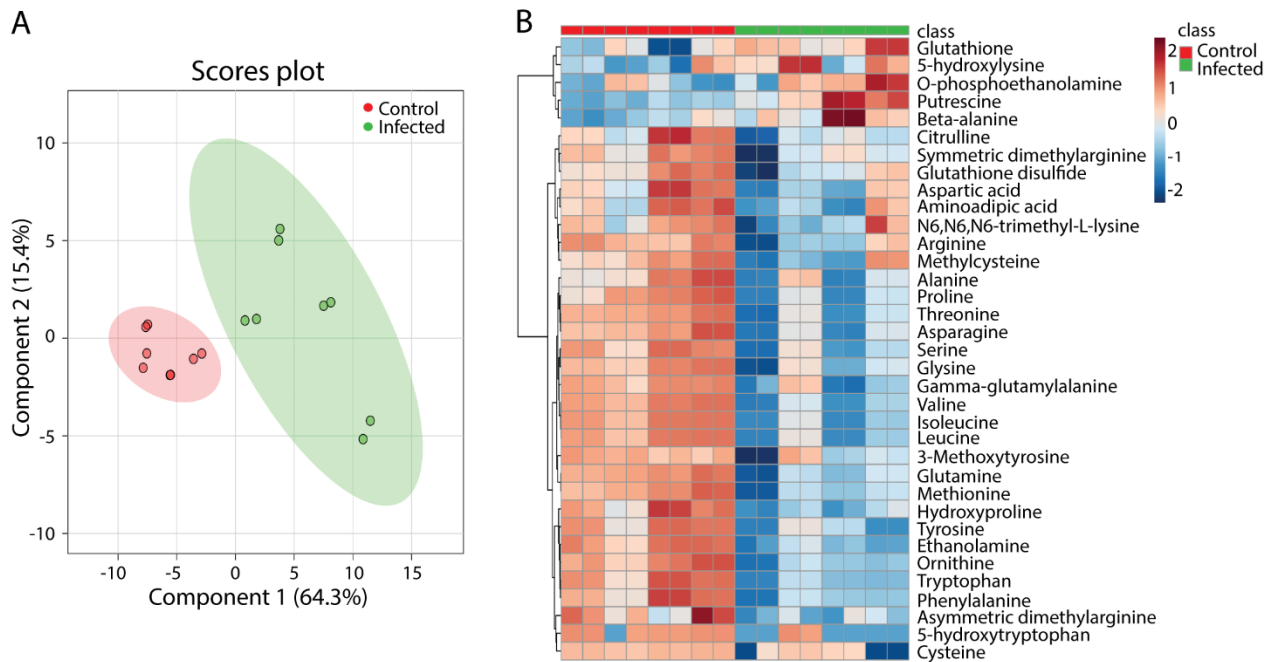 A
Scores plot
Control
Infected
10
5
0
-5
-10
-10
-5
0
5
10
15
Component 1 (64.3%)
Component 2 (15.4%)
B
class
Glutathione
5-hydroxylysine
O-phosphoethanolamine
Putrescine
Beta-alanine
Citrulline
Symmetric dimethylarginine
Glutathione disulfide
Aspartic acid
Aminoadipic acid
N6,N6,N6-trimethyl-L-lysine
Arginine
Methylcysteine
Alanine
Proline
Threonine
Asparagine
Serine
Glysine
Gamma-glutamylalanine
Valine
Isoleucine
Leucine
3-Methoxytyrosine
Glutamine
Methionine
Hydroxyproline
Tyrosine
Ethanolamine
Ornithine
Tryptophan
Phenylalanine
Asymmetric dimethylarginine
5-hydroxytryptophan
Cysteine
2
1
0
-1
-2
class
Control
Infected